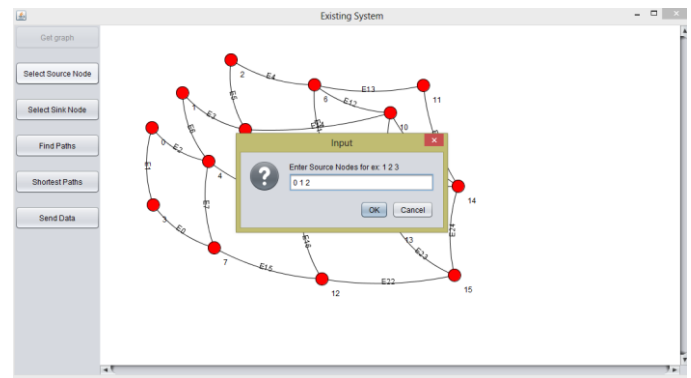 Existing System
Get graph
Select Source Node
Select Sink Node
Find Paths
Shortest Paths
Send Data
2
E4
E13
11
6
E5
1
E3
E12
10
E6
0
E2
E1
4
E7
3
E0
7
E15
E16
12
E22
13
E23
E24
14
15
Input
Enter Source Nodes for ex: 1 2 3
0 1 2
OK
Cancel